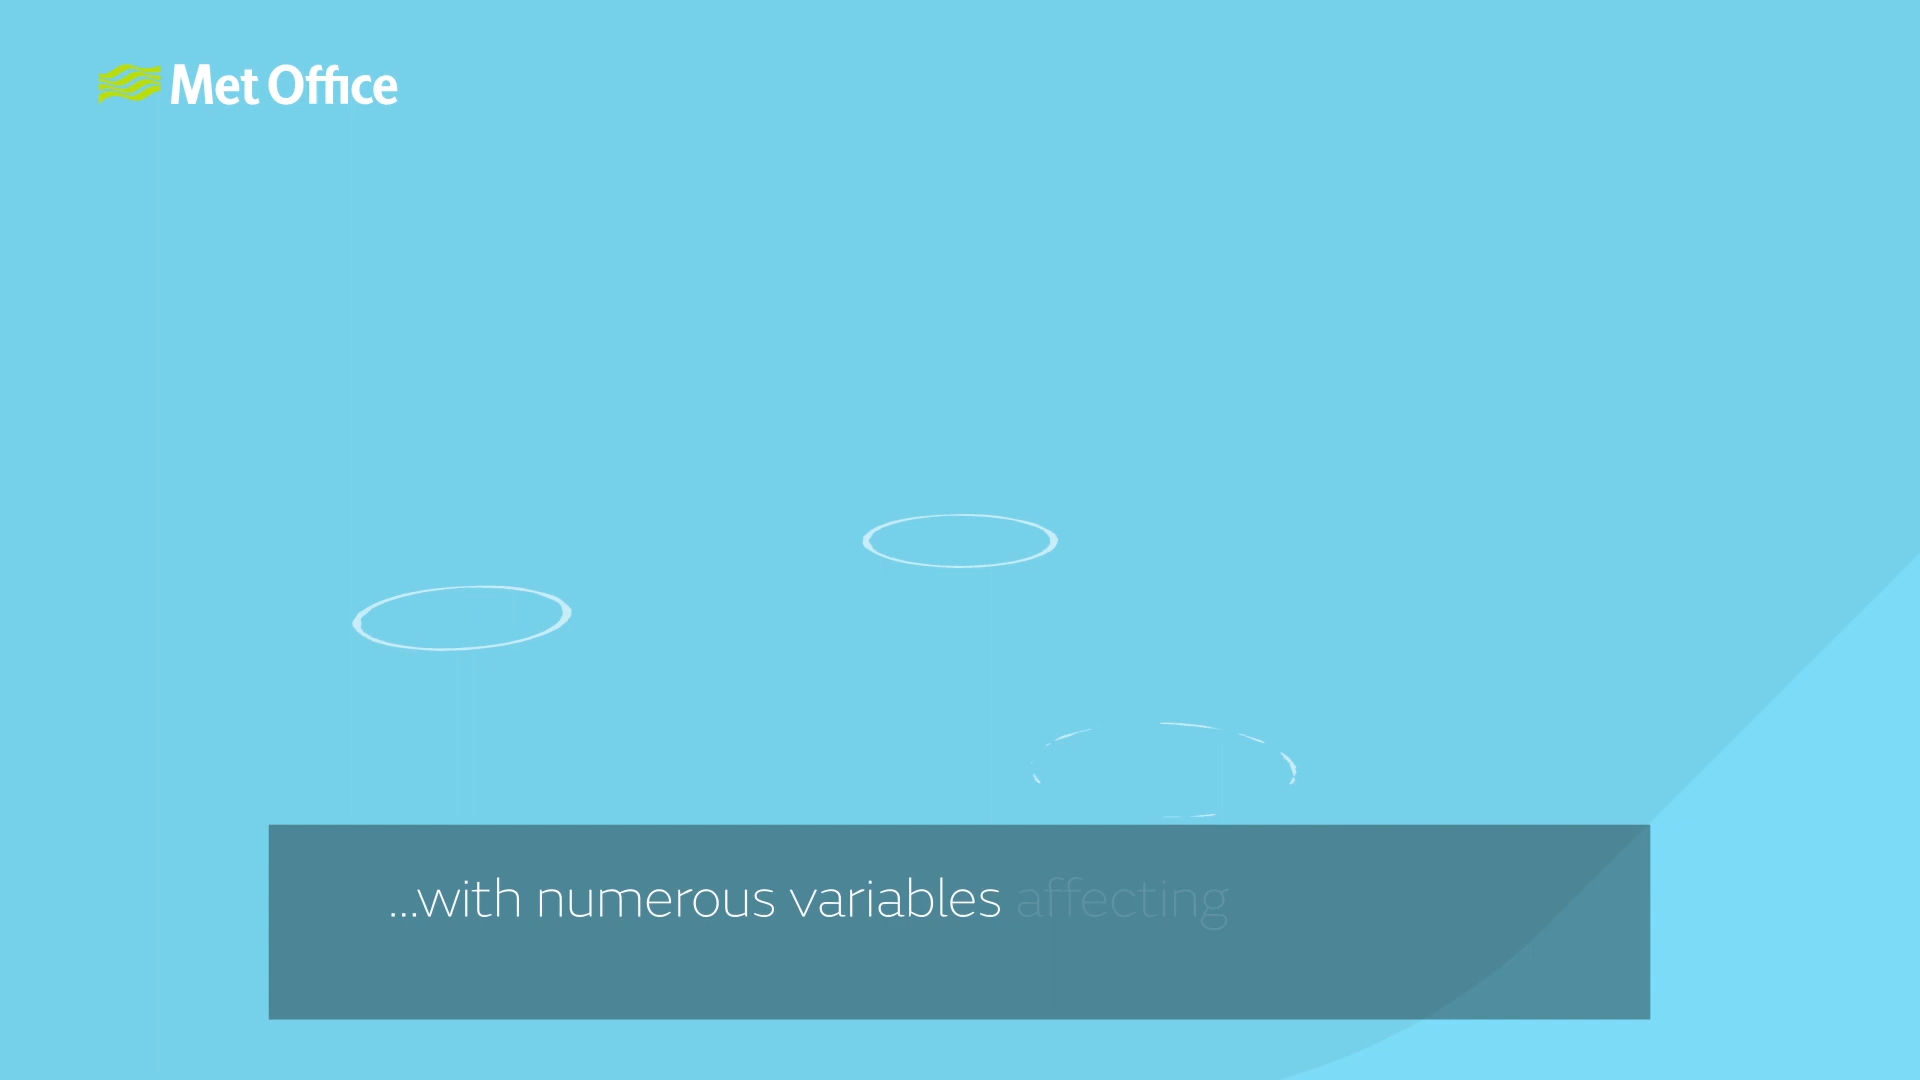 Met Office
...with numerous variables affecting